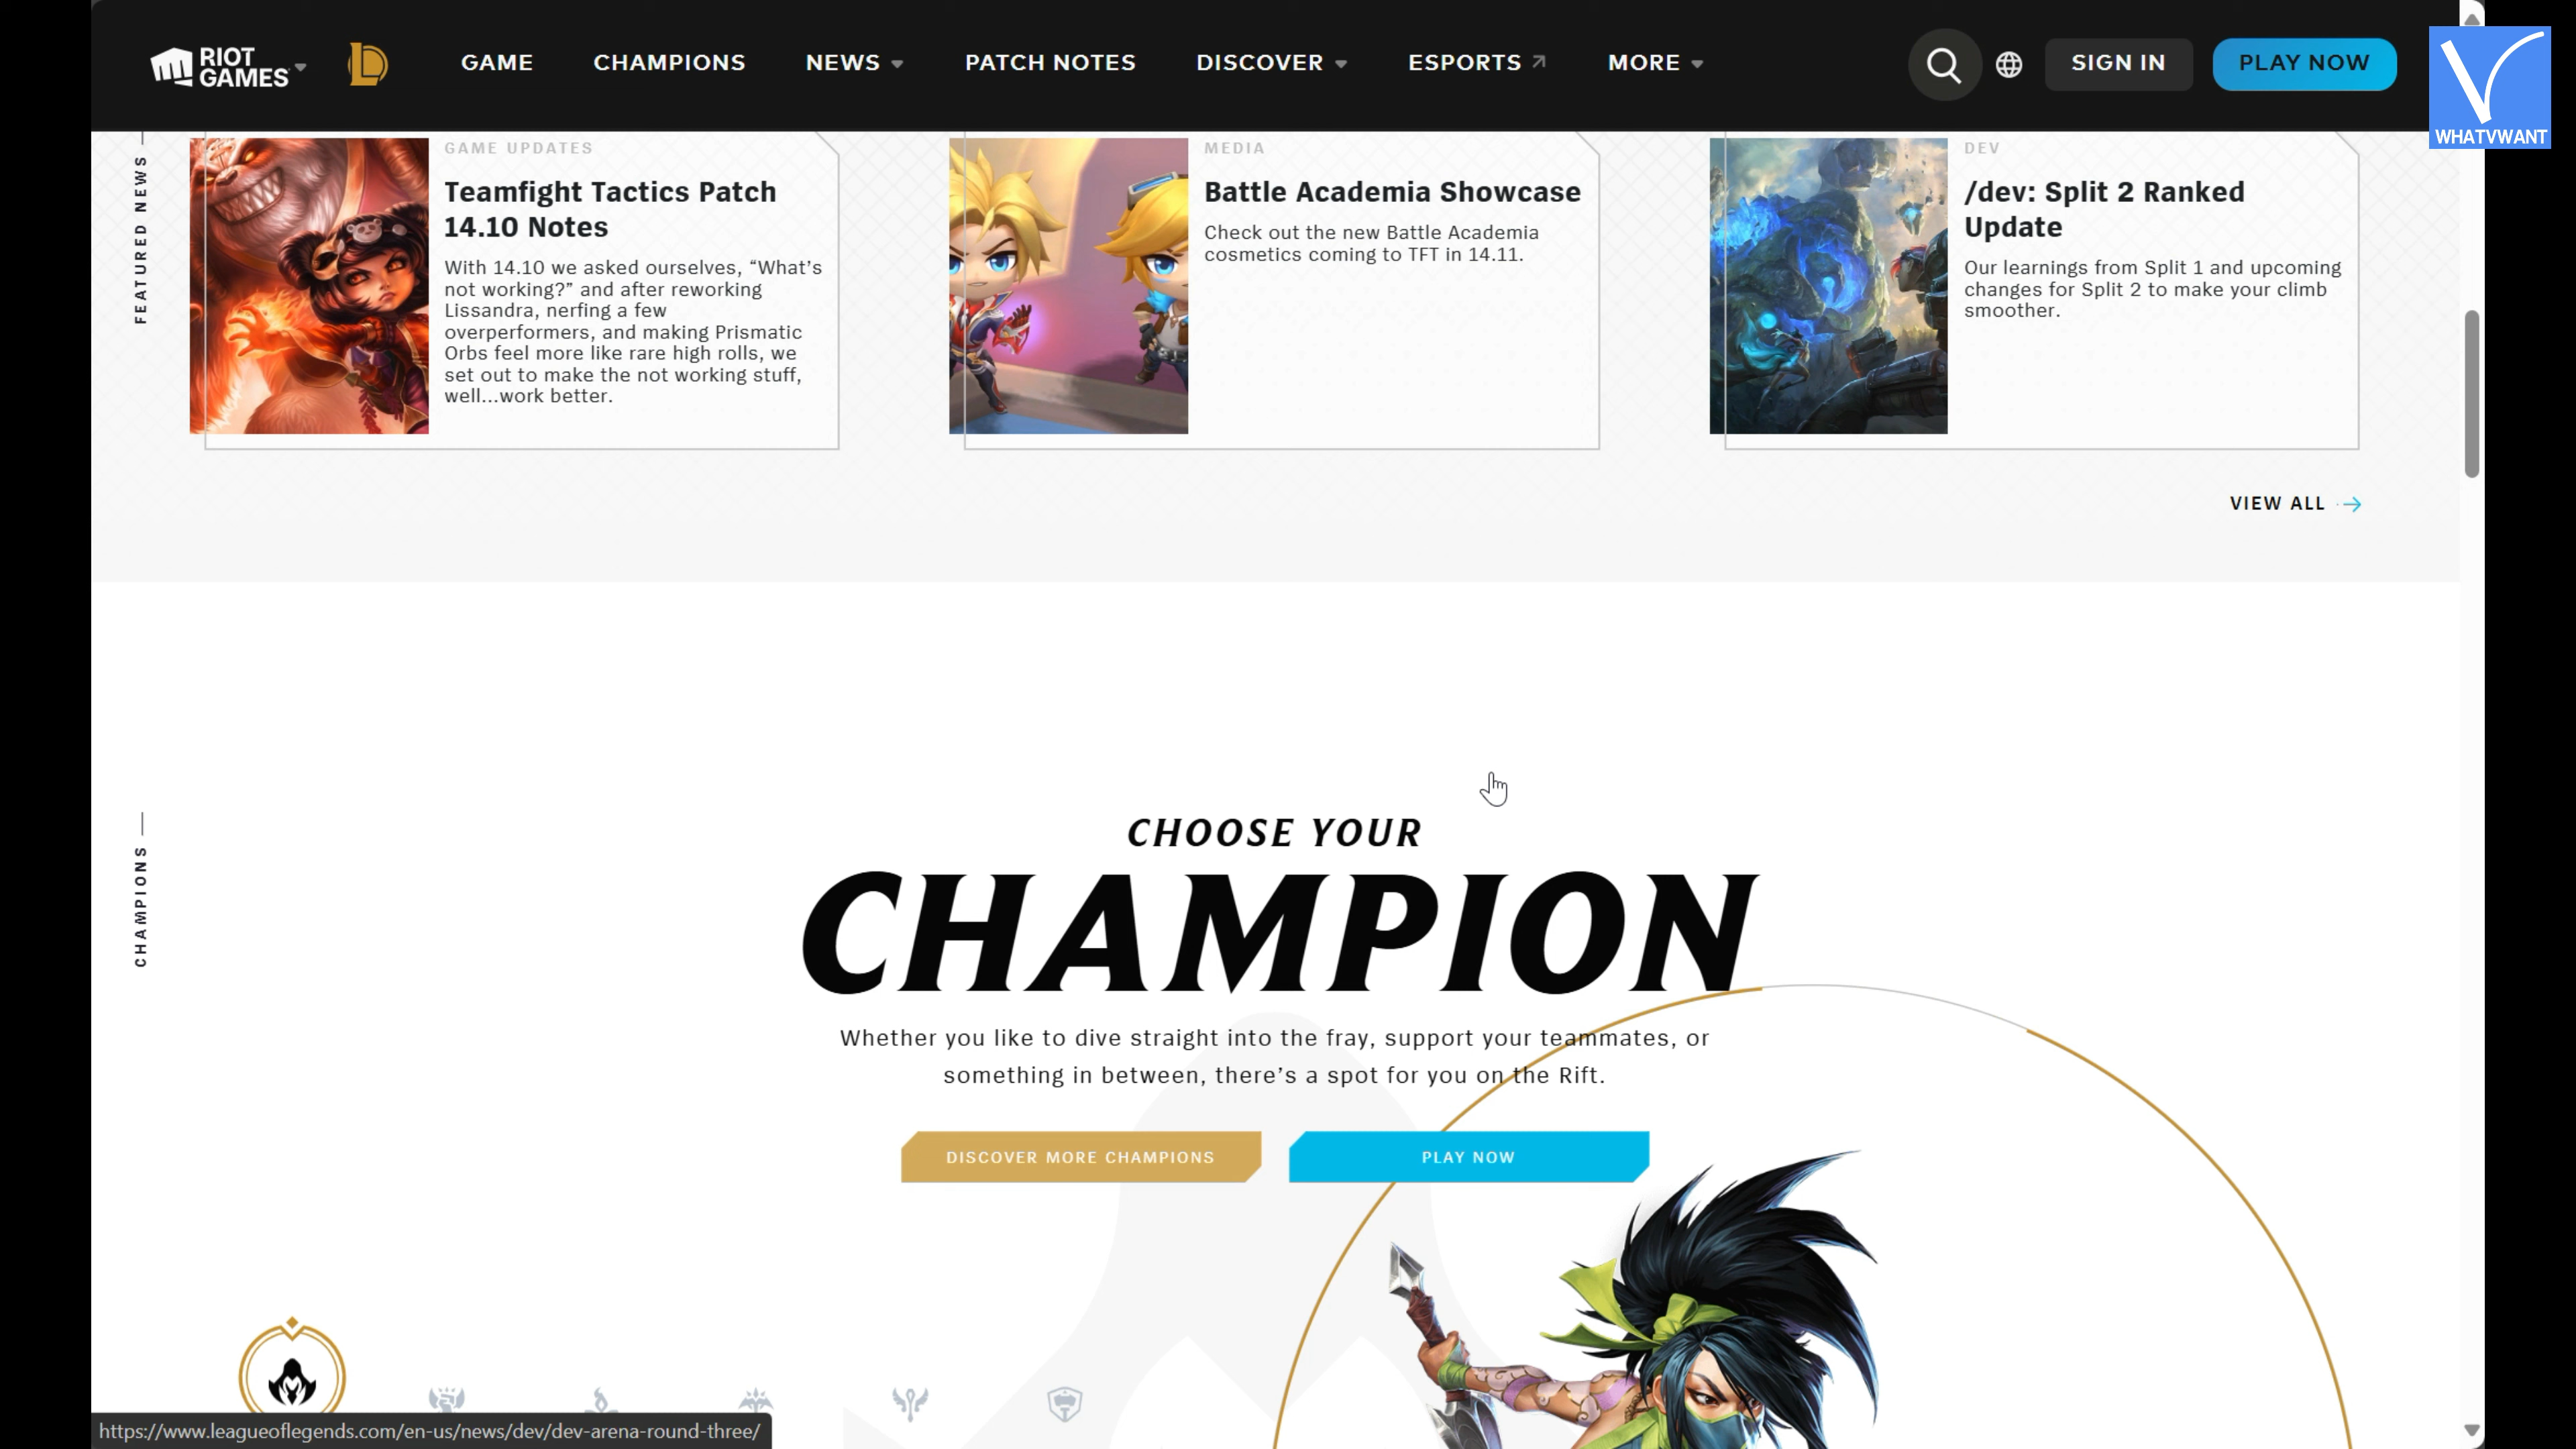 RIOT
GAMES
GAME
CHAMPIONS
NEWS
PATCH NOTES
DISCOVER
ESPORTS
MORE
SIGN IN
PLAY NOW
WHATVWANT
FEATURED NEWS
GAME UPDATES
Teamfight Tactics Patch
14.10 Notes
With 14.10 we asked ourselves, “What’s
not working?” and after reworking
Lissandra, nerfing a few
overperformers, and making Prismatic
Orbs feel more like rare high rolls, we
set out to make the not working stuff,
well...work better.
MEDIA
Battle Academia Showcase
Check out the new Battle Academia
cosmetics coming to TFT in 14.11.
DEV
/dev: Split 2 Ranked
Update
Our learnings from Split 1 and upcoming
changes for Split 2 to make your climb
smoother.
VIEW ALL
CHAMPIONS
CHOOSE YOUR
CHAMPION
Whether you like to dive straight into the fray, support your teammates, or
something in between, there’s a spot for you on the Rift.
DISCOVER MORE CHAMPIONS
PLAY NOW
https://www.leagueoflegends.com/en-us/news/dev/dev-arena-round-three/